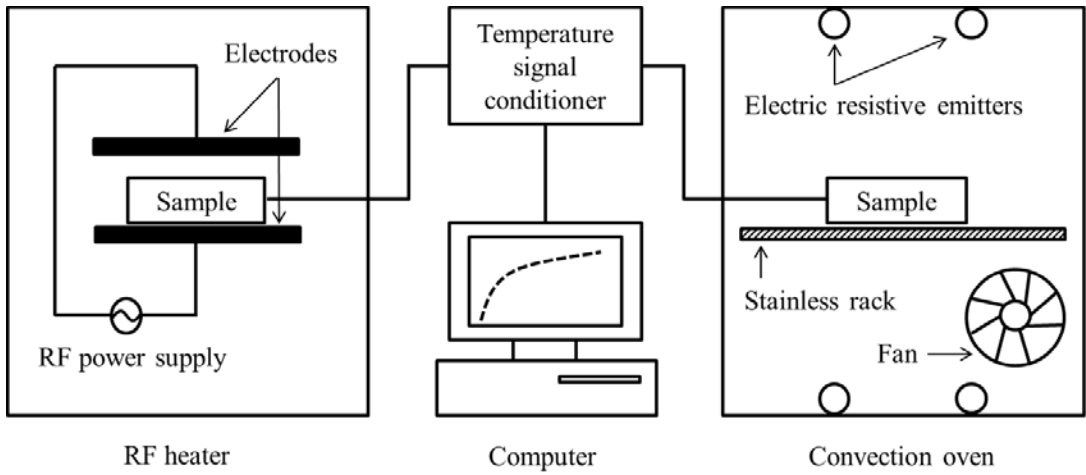 Electrodes
Sample
RF power supply
RF heater
Temperature
signal
conditioner
Computer
Electric resistive emitters
Sample
Stainless rack
Fan
Convection oven